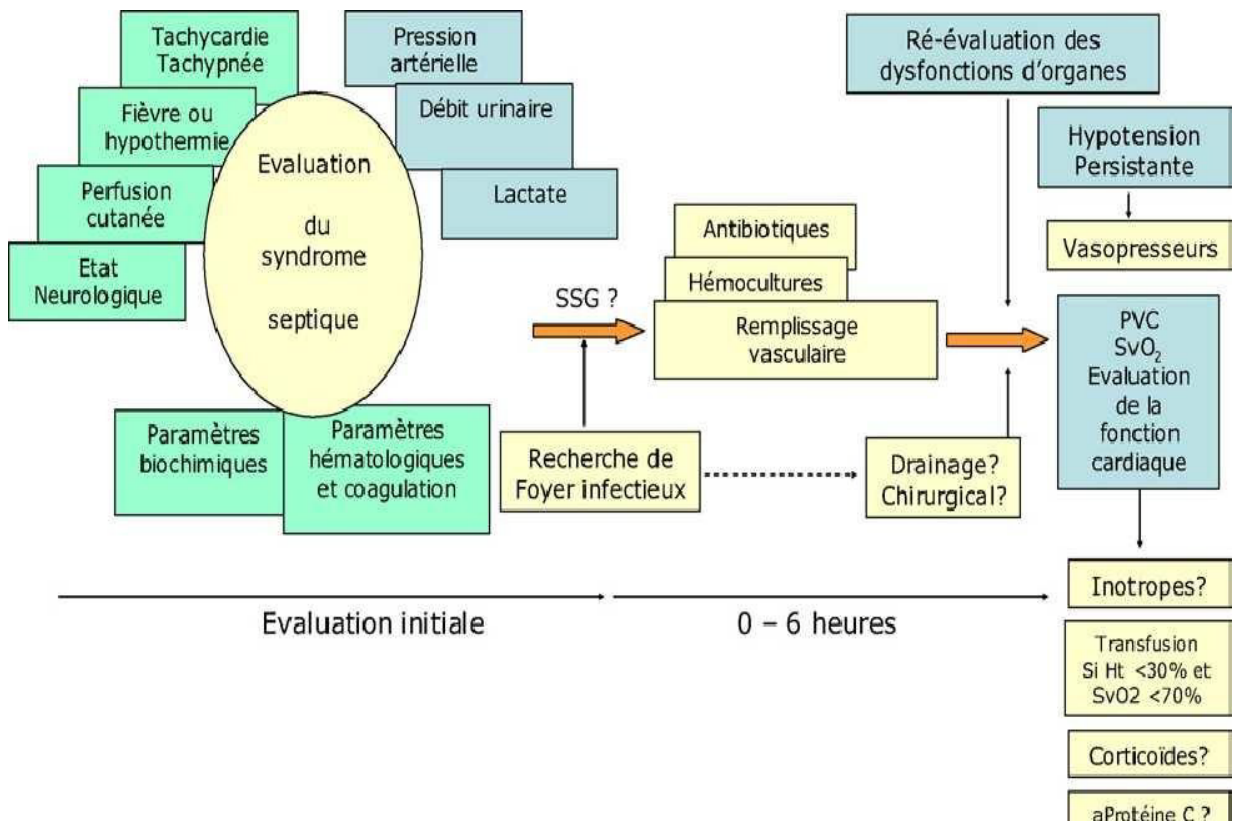 Tachycardie
Tachypnée
Fièvre ou
hypothermie
Perfusion
cutanée
Etat
Neurologique
Evaluation
du
syndrome
septique
Pression
artérielle
Débit urinaire
Lactate
Paramètres
biochimiques
Paramètres
hématologiques
et coagulation
SSG ?
Recherche de
Foyer infectieux
Antibiotiques
Hémocultures
Remplissage
vasculaire
Drainage?
Chirurgical?
Ré-évaluation des
dysfonctions d'organes
Hypotension
Persistante
Vasopresseurs
PVC
SvO₂
Evaluation
de la
fonction
cardiaque
Inotropes?
Transfusion
Si Ht <30% et
SvO2 <70%
Corticoïdes?
aProtéine C ?
Evaluation initiale
0 – 6 heures